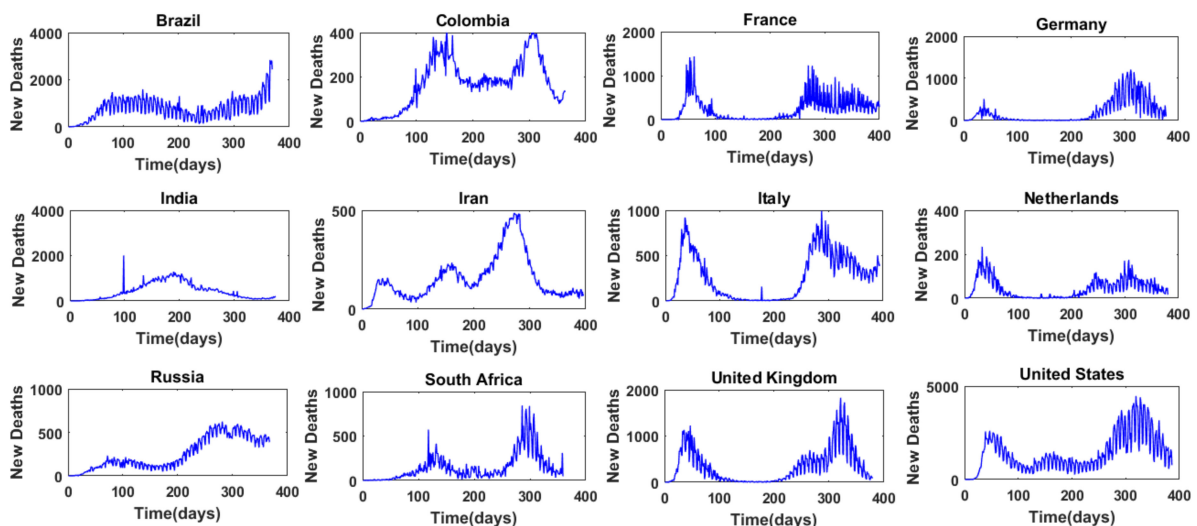 Brazil
New Deaths
4000
2000
0
0 100 200 300 400
Time(days)
Colombia
New Deaths
400
200
0
0 100 200 300 400
Time(days)
France
New Deaths
2000
1000
0
0 100 200 300 400
Time(days)
Germany
New Deaths
2000
1000
0
0 100 200 300 400
Time(days)
India
New Deaths
4000
2000
0
0 100 200 300 400
Time(days)
Iran
New Deaths
500
0
0 100 200 300 400
Time(days)
Italy
New Deaths
1000
500
0
0 100 200 300 400
Time(days)
Netherlands
New Deaths
400
200
0
0 100 200 300 400
Time(days)
Russia
New Deaths
1000
500
0
0 100 200 300 400
Time(days)
South Africa
New Deaths
1000
500
0
0 100 200 300 400
Time(days)
United Kingdom
New Deaths
2000
1000
0
0 100 200 300 400
Time(days)
United States
New Deaths
5000
0
0 100 200 300 400
Time(days)